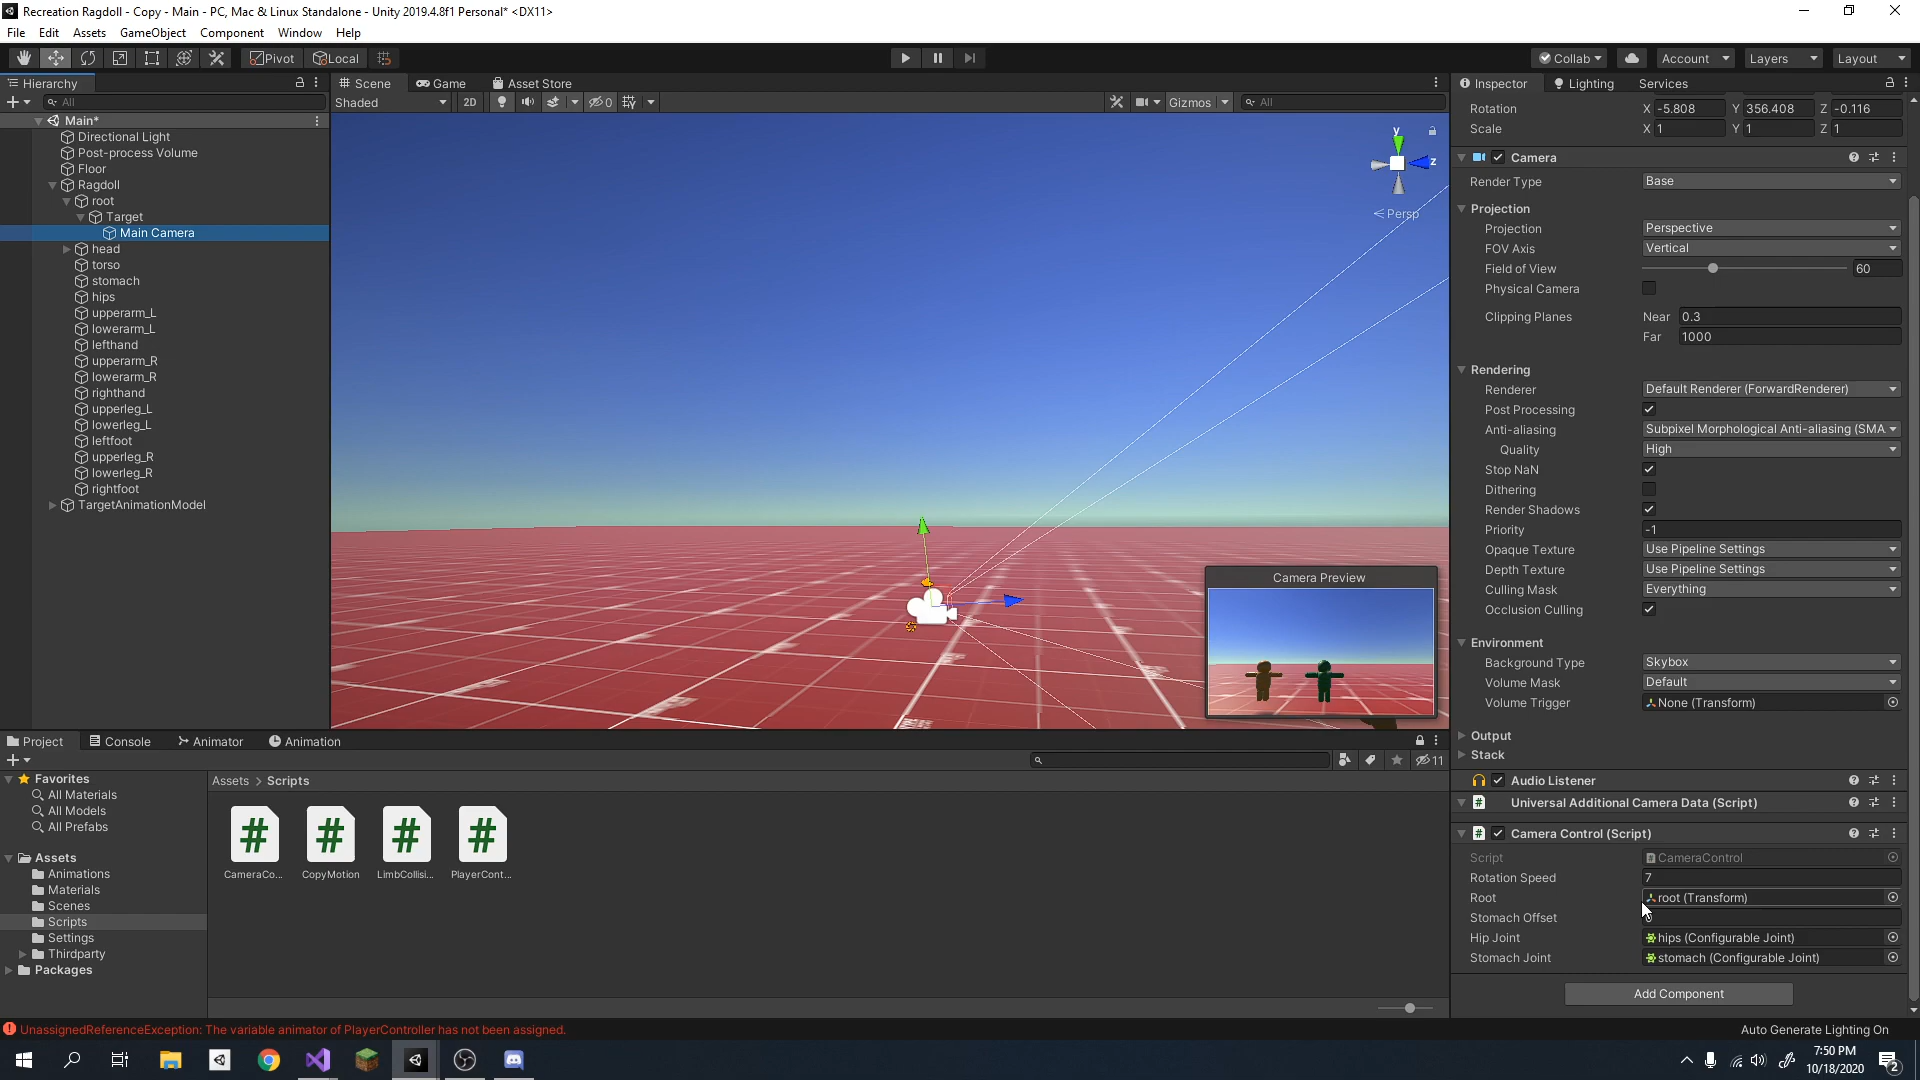 Recreation Ragdoll - Copy - Main - PC, Mac & Linux Standalone - Unity 2019.4.8f1 Personal* <DX11>
File Edit Assets GameObject Component Window Help
Pivot Local Collab Account Layers Layout
Hierarchy
All
Main*
Directional Light
Post-process Volume
Floor
Ragdoll
root
Target
Main Camera
head
torso
stomach
hips
upperarm_L
lowerarm_L
lefthand
upperarm_R
lowerarm_R
righthand
upperleg_L
lowerleg_L
leftfoot
upperleg_R
lowerleg_R
rightfoot
TargetAnimationModel
Scene Game Asset Store
Shaded 2D 0 Gizmos All
y
z
Persp
Camera Preview
Inspector Lighting Services
Rotation X -5.808 Y 356.408 Z -0.116
Scale X 1 Y 1 Z 1
Camera
Render Type Base
Projection
Projection Perspective
FOV Axis Vertical
Field of View 60
Physical Camera
Clipping Planes Near 0.3
Far 1000
Rendering
Renderer Default Renderer (ForwardRenderer)
Post Processing
Anti-aliasing Subpixel Morphological Anti-aliasing (SMA
Quality High
Stop NaN
Dithering
Render Shadows
Priority -1
Opaque Texture Use Pipeline Settings
Depth Texture Use Pipeline Settings
Culling Mask Everything
Occlusion Culling
Environment
Background Type Skybox
Volume Mask Default
Volume Trigger None (Transform)
Output
Stack
Audio Listener
Universal Additional Camera Data (Script)
Camera Control (Script)
Script CameraControl
Rotation Speed 7
Root root (Transform)
Stomach Offset
Hip Joint hips (Configurable Joint)
Stomach Joint stomach (Configurable Joint)
Add Component
Project Console Animator Animation
11
Favorites
All Materials
All Models
All Prefabs
Assets
Animations
Materials
Scenes
Scripts
Settings
Thirdparty
Packages
Assets > Scripts
CameraCo... CopyMotion LimbCollisi... PlayerCont...
UnassignedReferenceException: The variable animator of PlayerController has not been assigned.
Auto Generate Lighting On
7:50 PM
10/18/2020
2